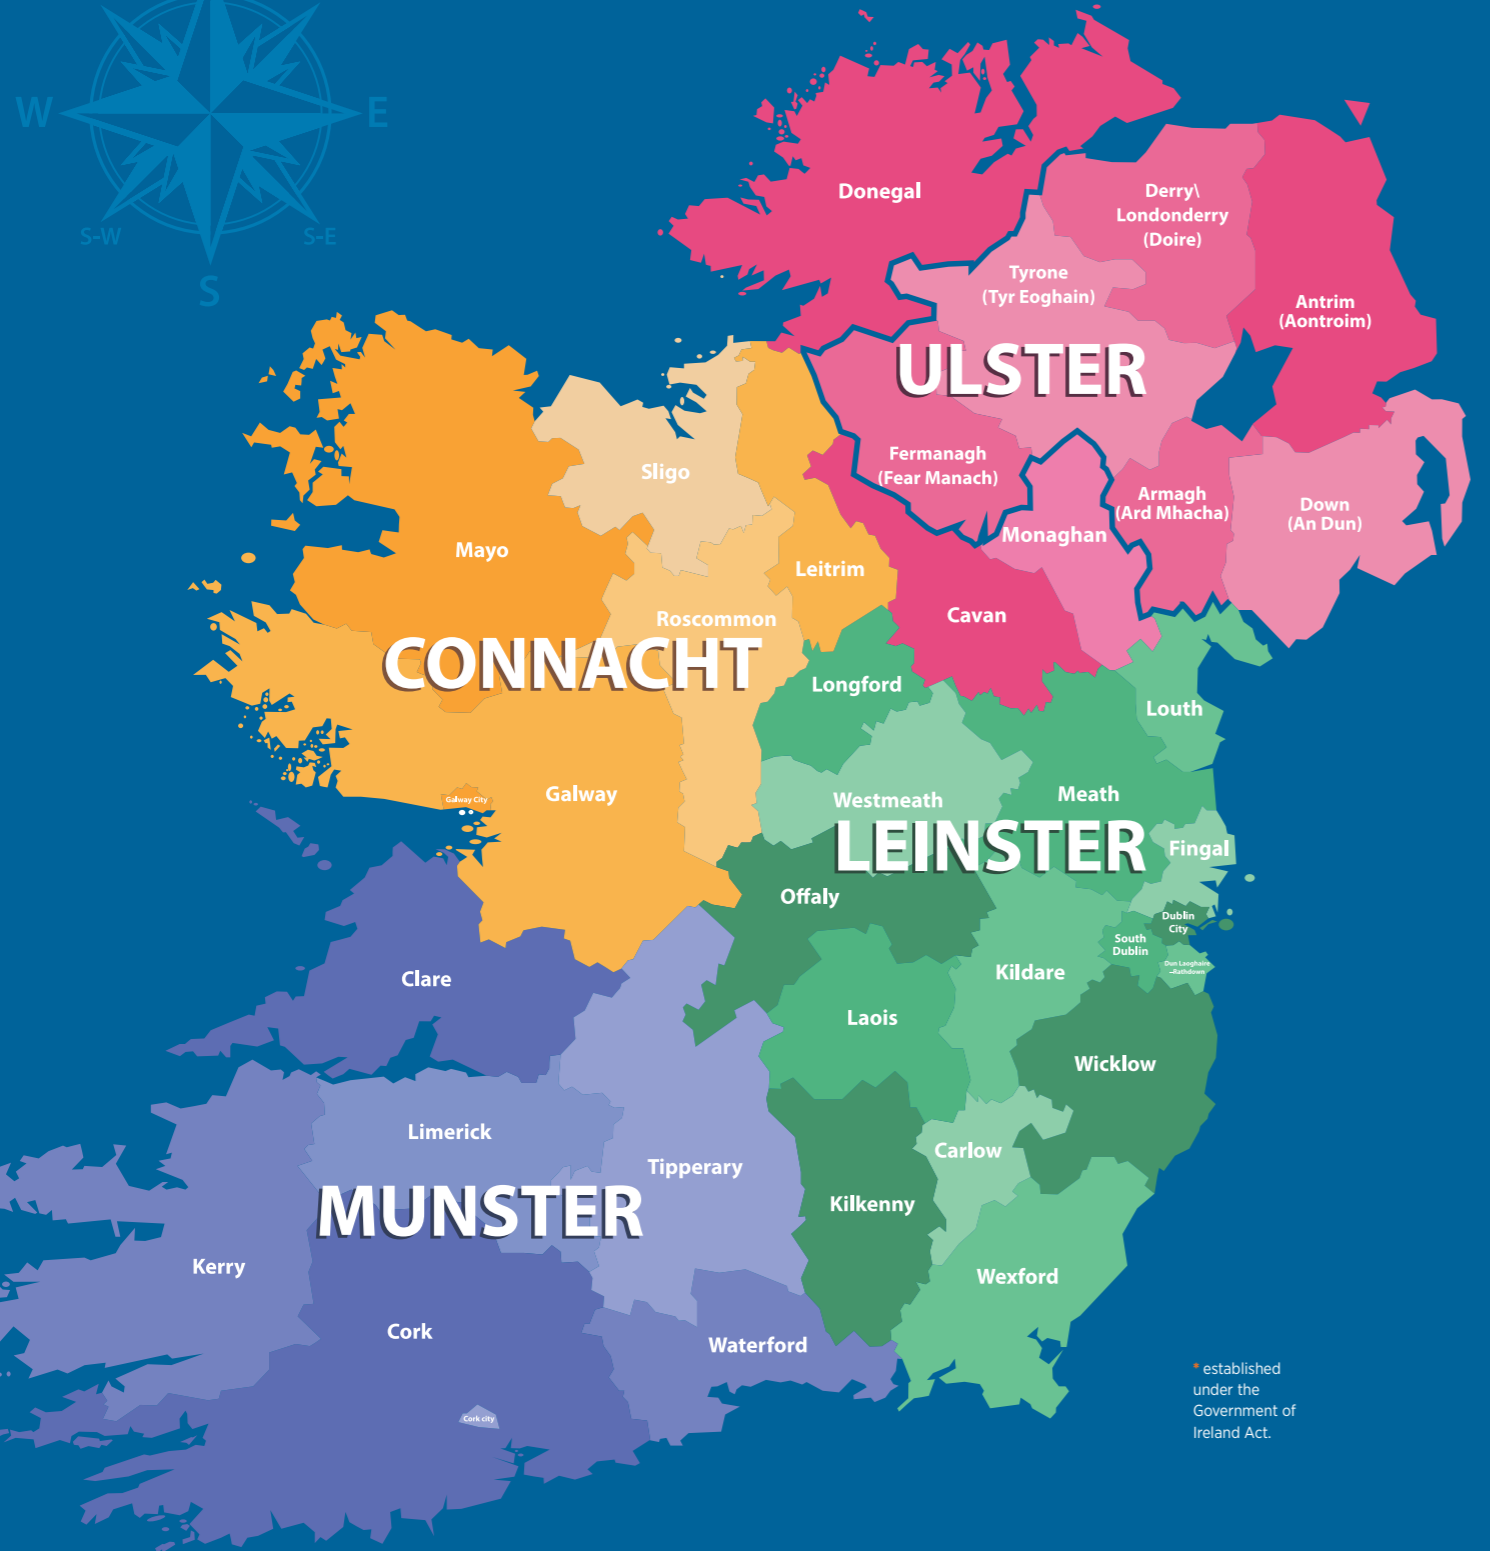 W
E
S-W
S-E
S
Donegal
Derry\
Londonderry
(Doire)
Tyrone
(Tyr Eoghain)
Antrim
(Aontroim)
ULSTER
Fermanagh
(Fear Manach)
Armagh
(Ard Mhacha)
Down
(An Dun)
Monaghan
Sligo
Mayo
Leitrim
Roscommon
Cavan
CONNACHT
Longford
Louth
Galway City
Galway
Westmeath
Meath
LEINSTER
Fingal
Offaly
Dublin
City
South
Dublin
Dun Laoghaire
–Rathdown
Clare
Kildare
Laois
Wicklow
Limerick
Tipperary
Carlow
MUNSTER
Kilkenny
Kerry
Wexford
Cork
Waterford
Cork city
* established
under the
Government of
Ireland Act.